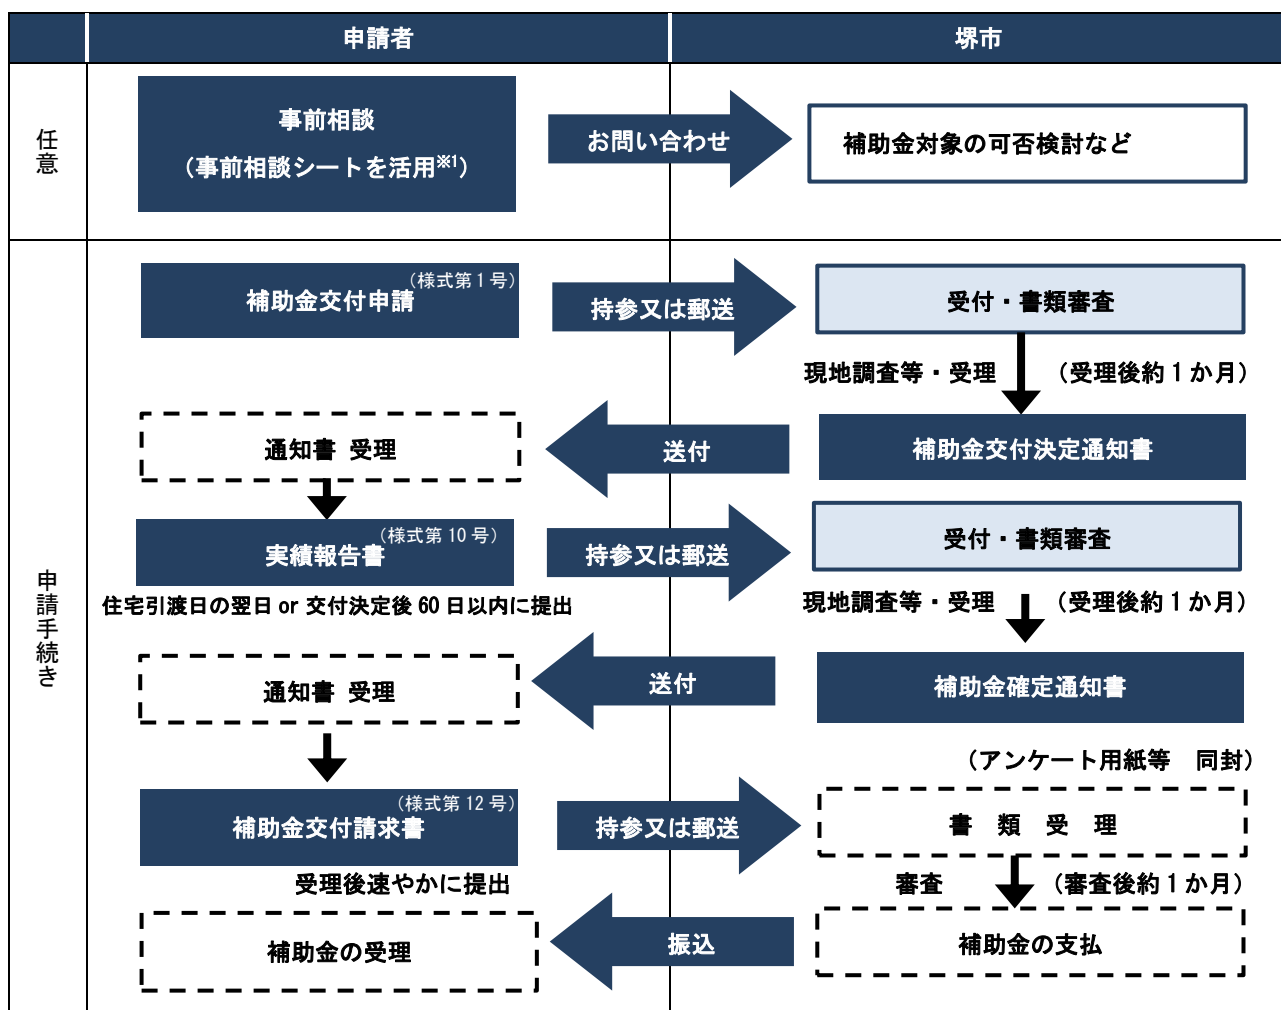 申請者
堺市
任意
事前相談
（事前相談シートを活用※1）
お問い合わせ
補助金対象の可否検討など
申請手続き
（様式第1号）
補助金交付申請
持参又は郵送
受付・書類審査
現地調査等・受理　（受理後約1か月）
通知書 受理
送付
補助金交付決定通知書
（様式第10号）
実績報告書
持参又は郵送
受付・書類審査
住宅引渡日の翌日 or 交付決定後 60 日以内に提出
現地調査等・受理　（受理後約1か月）
通知書 受理
送付
補助金確定通知書
（アンケート用紙等　同封）
（様式第12号）
補助金交付請求書
持参又は郵送
書　類　受　理
受理後速やかに提出
審査　（審査後約1か月）
補助金の受理
振込
補助金の支払